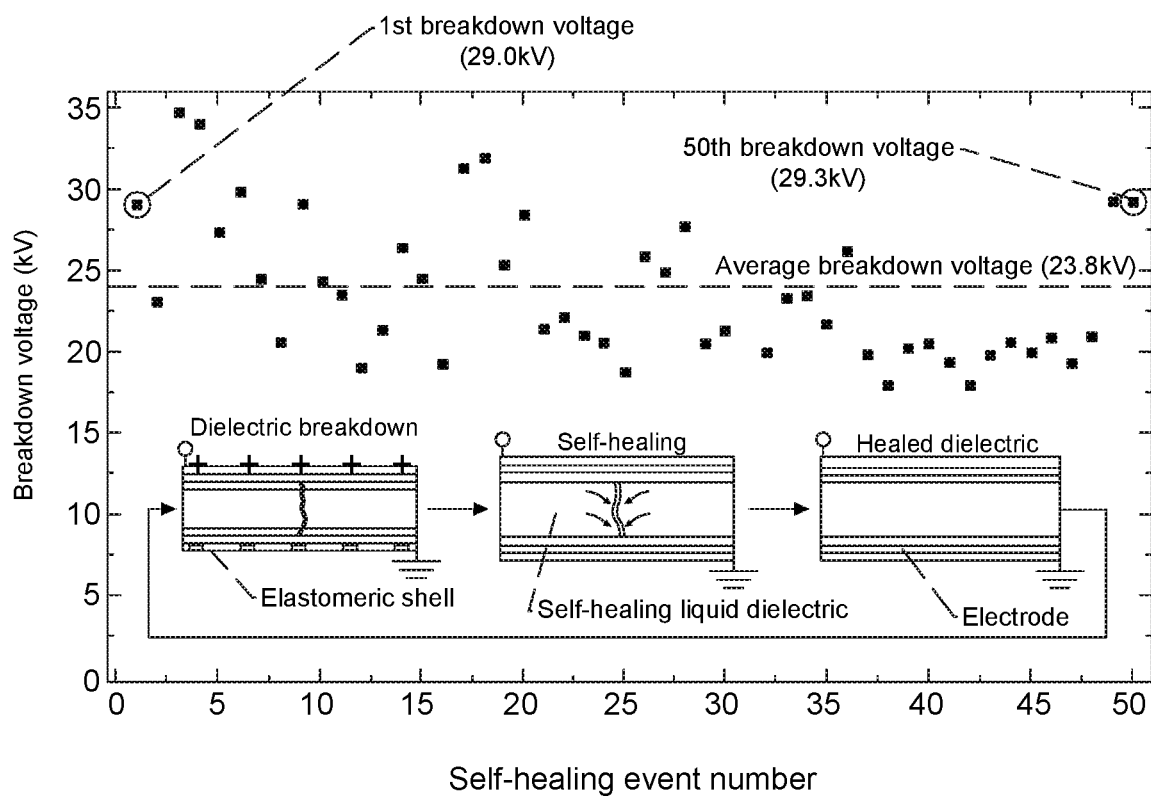 1st breakdown voltage
(29.0kV)
50th breakdown voltage
(29.3kV)
Average breakdown voltage (23.8kV)
Breakdown voltage (kV)
35
30
25
20
15
10
5
0
Dielectric breakdown
Self-healing
Healed dielectric
Elastomeric shell
Self-healing liquid dielectric
Electrode
0 5 10 15 20 25 30 35 40 45 50
Self-healing event number